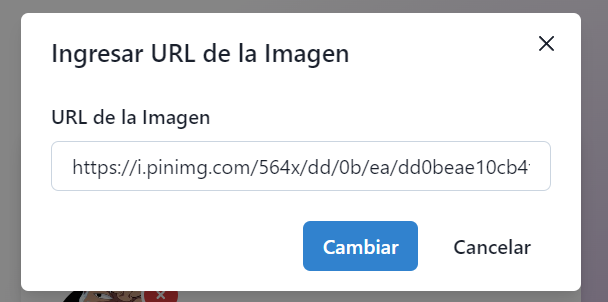 Ingresar URL de la Imagen
URL de la Imagen
https://i.pinimg.com/564x/dd/0b/ea/dd0beae10cb4
Cambiar
Cancelar